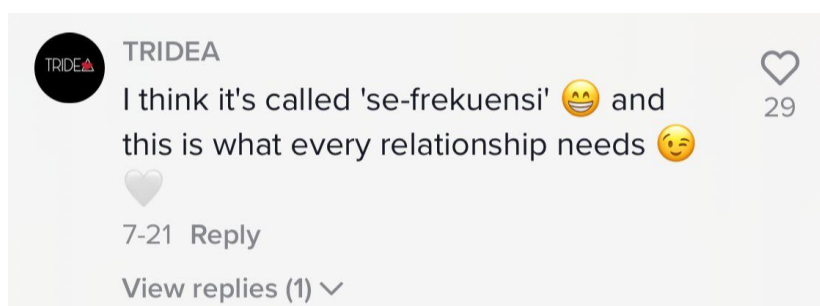 TRIDEA
TRIDEA
I think it's called 'se-frekuensi' 😁 and
29
this is what every relationship needs 😉
🤍
7-21 Reply
View replies (1)